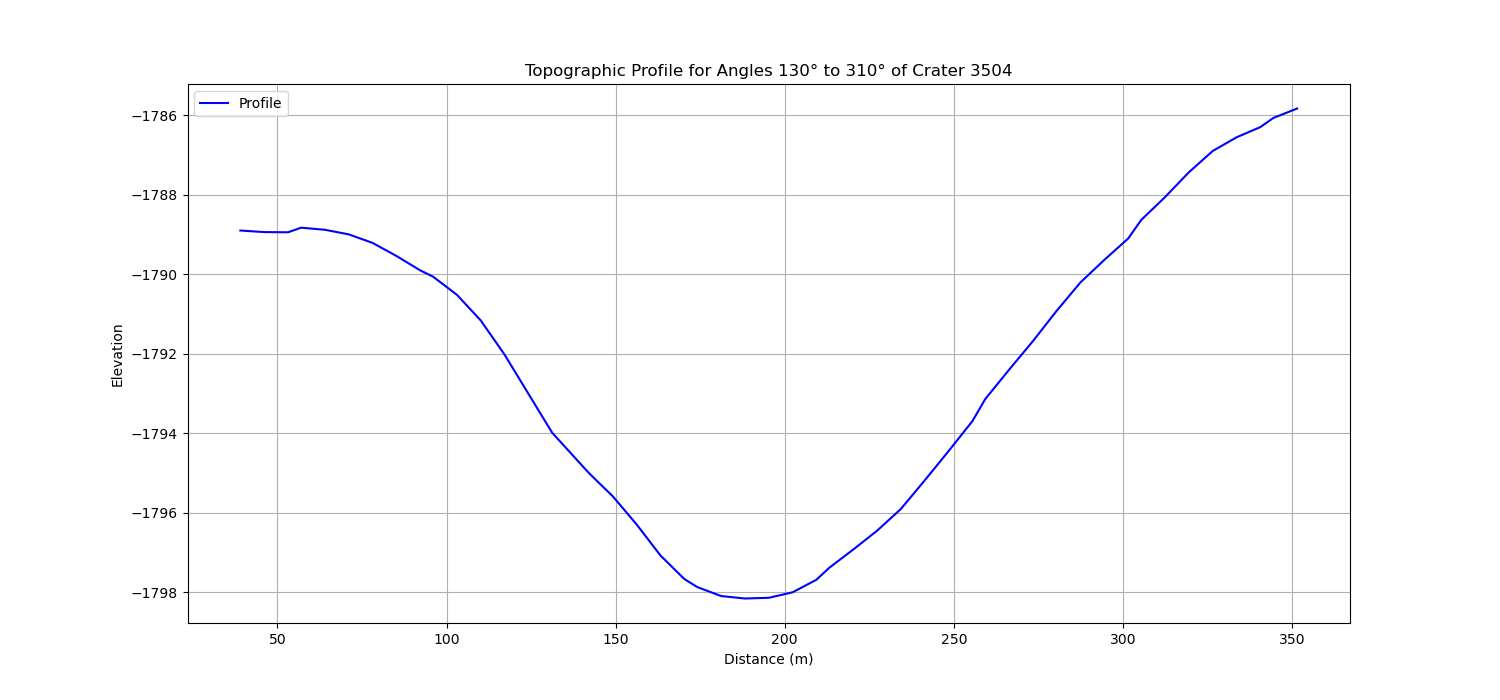 Topographic Profile for Angles 130° to 310° of Crater 3504
Profile
−1786
−1788
−1790
−1792
−1794
−1796
−1798
Elevation
50 100 150 200 250 300 350
Distance (m)